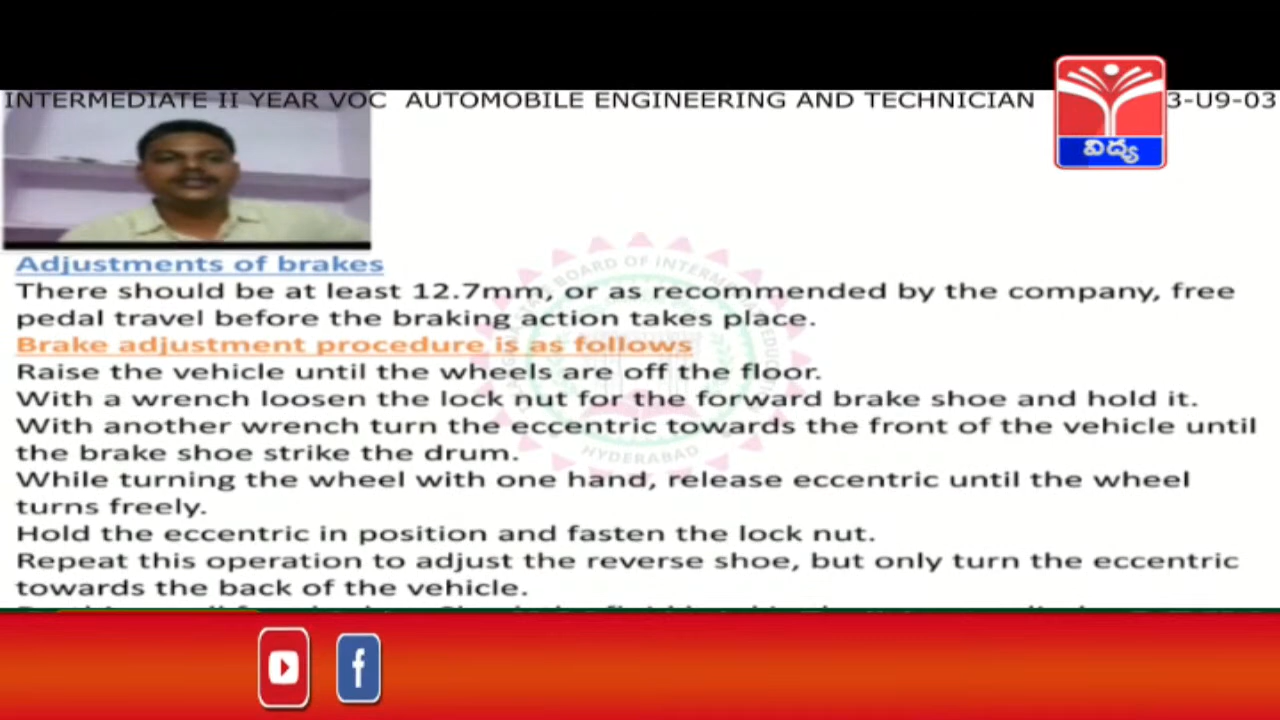 INTERMEDIATE II YEAR VOC AUTOMOBILE ENGINEERING AND TECHNICIAN 3-U9-03
విద్య
Adjustments of brakes
There should be at least 12.7mm, or as recommended by the company, free
pedal travel before the braking action takes place.
Brake adjustment procedure is as follows
Raise the vehicle until the wheels are off the floor.
With a wrench loosen the lock nut for the forward brake shoe and hold it.
With another wrench turn the eccentric towards the front of the vehicle until
the brake shoe strike the drum.
While turning the wheel with one hand, release eccentric until the wheel
turns freely.
Hold the eccentric in position and fasten the lock nut.
Repeat this operation to adjust the reverse shoe, but only turn the eccentric
towards the back of the vehicle.
BOARD OF INTERMEDIATE EDUCATION
HYDERABAD